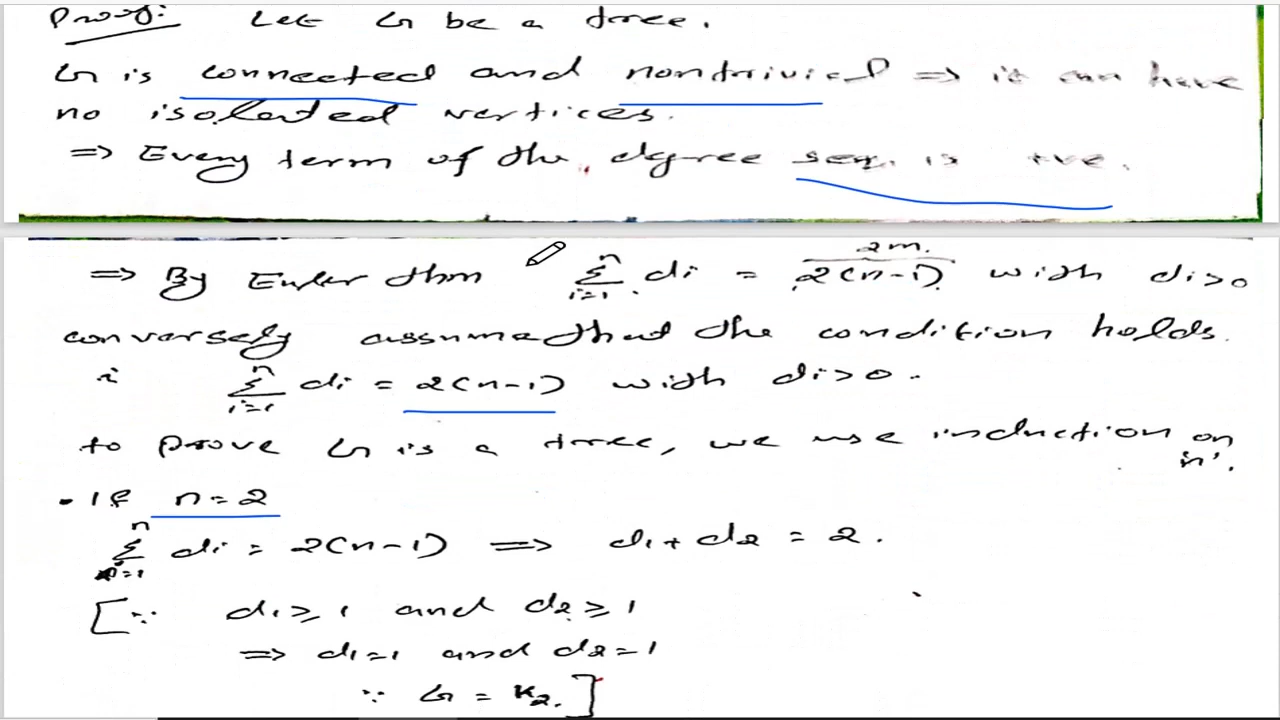 Proof: Let G be a tree.
G is connected and nontrivial ⇒ it can have
no isolated vertices.
⇒ Every term of the degree seq. is +ve.
2m.
⇒ By Euler thm n Σ i=1 di = 2(n-1) with di>0
conversely assume that the condition holds.
i n Σ i=1 di = 2(n-1) with di>0.
to prove G is a tree, we use induction on 'n'.
• If n=2
n Σ i=1 di = 2(n-1) ⇒ d1+d2 = 2.
[∵ d1≥1 and d2≥1
⇒ d1=1 and d2=1
∵ G = K2.]